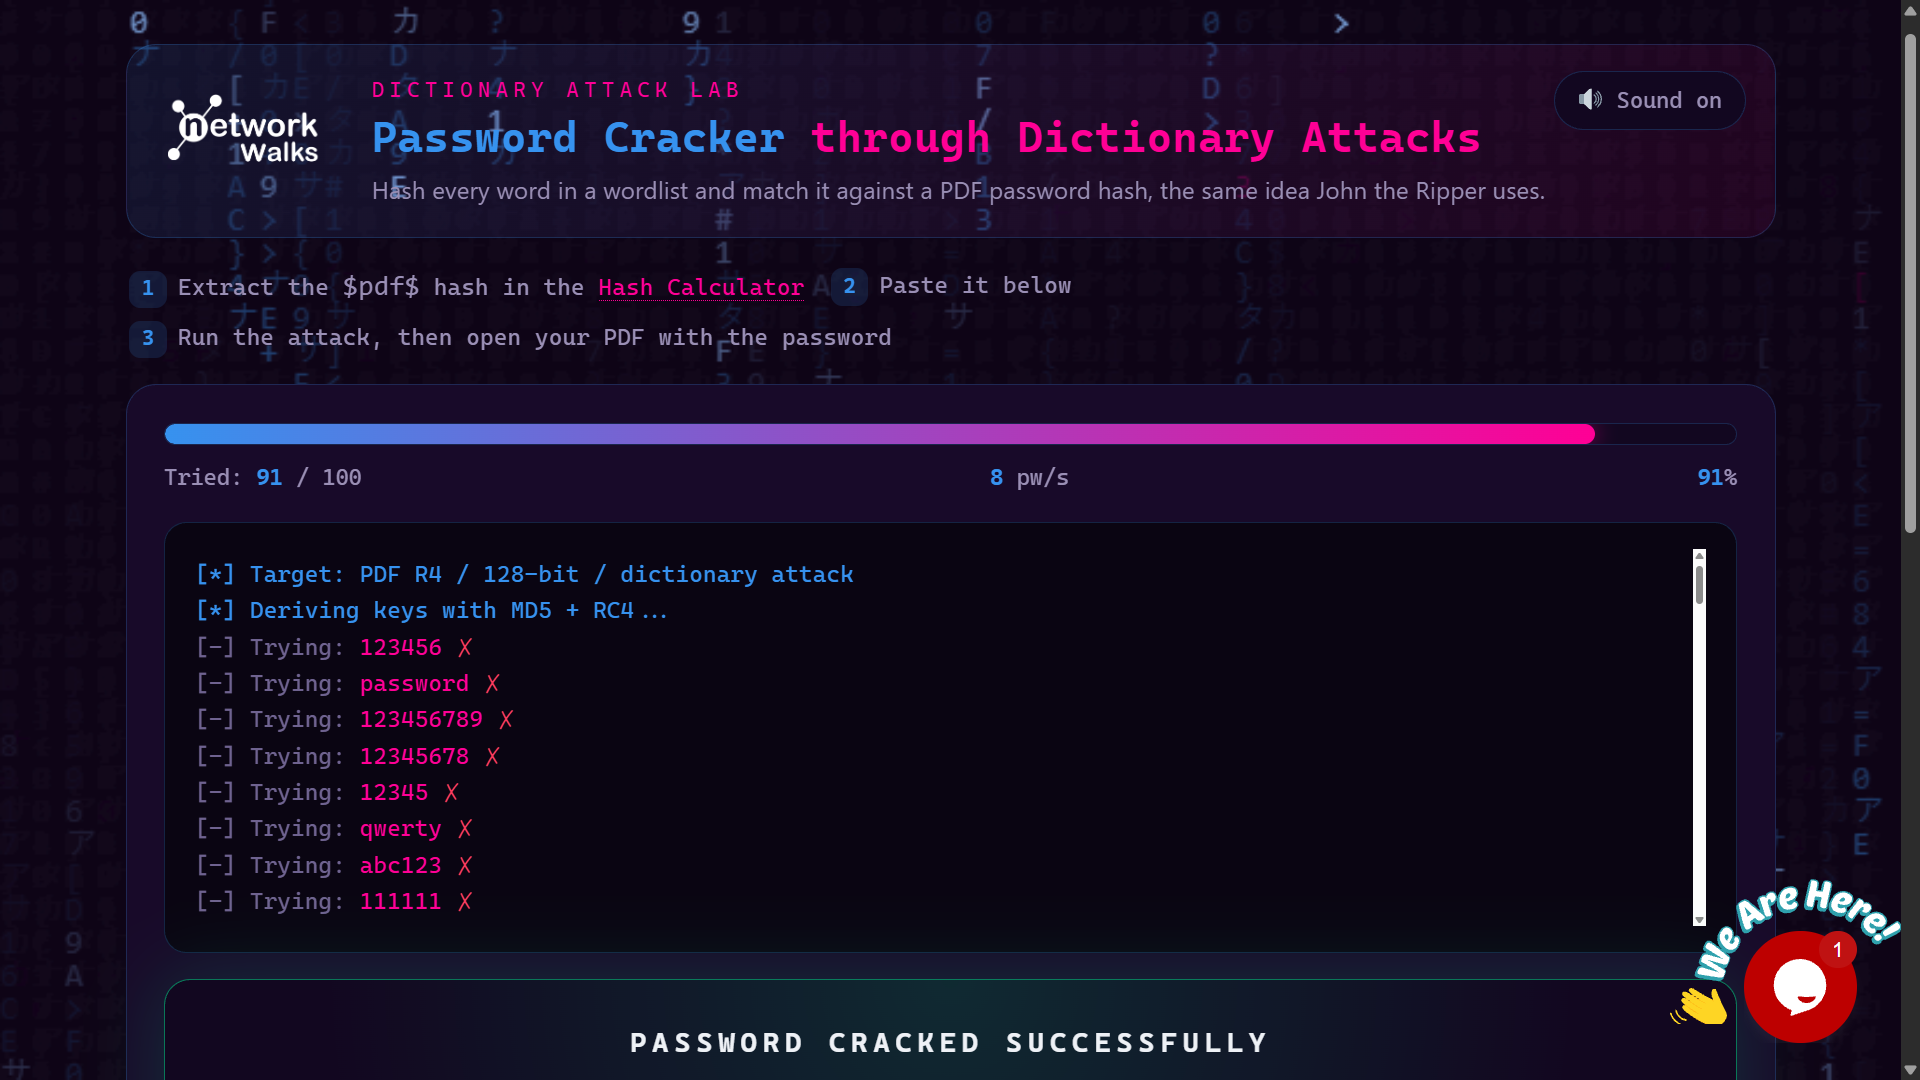 DICTIONARY ATTACK LAB
network
walks
Password Cracker through Dictionary Attacks
Hash every word in a wordlist and match it against a PDF password hash, the same idea John the Ripper uses.
Sound on
1 Extract the $pdf$ hash in the Hash Calculator
2 Paste it below
3 Run the attack, then open your PDF with the password
Tried: 91 / 100
8 pw/s
91%
[*] Target: PDF R4 / 128-bit / dictionary attack
[*] Deriving keys with MD5 + RC4...
[-] Trying: 123456 ✗
[-] Trying: password ✗
[-] Trying: 123456789 ✗
[-] Trying: 12345678 ✗
[-] Trying: 12345 ✗
[-] Trying: qwerty ✗
[-] Trying: abc123 ✗
[-] Trying: 111111 ✗
We Are Here!
1
PASSWORD CRACKED SUCCESSFULLY